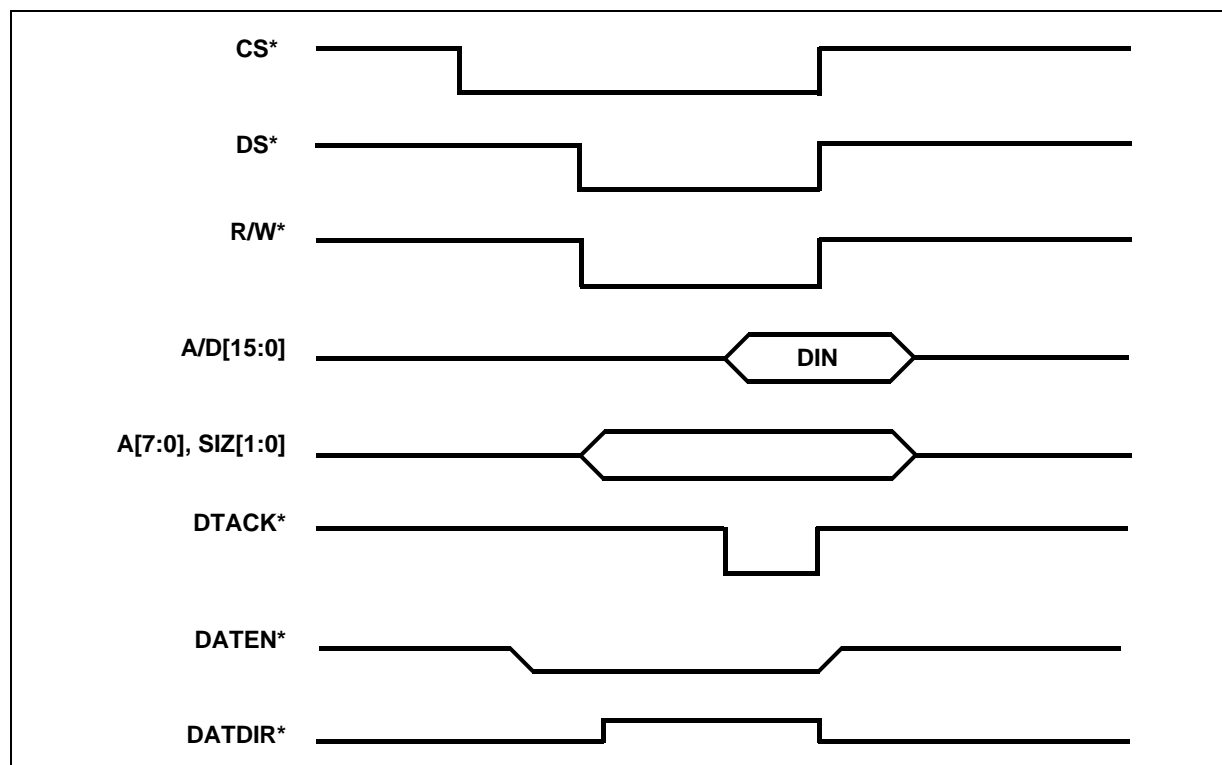 CS*
DS*
R/W*
A/D[15:0]
DIN
A[7:0], SIZ[1:0]
DTACK*
DATEN*
DATDIR*